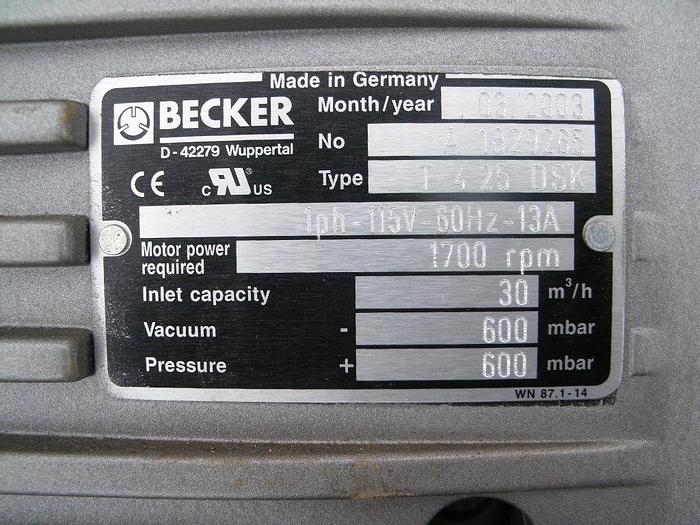 Made in Germany
BECKER
D-42279 Wuppertal
Month/year 03/2003
No A 1929265
Type T 4.25 DSK
CE c RU US
1ph-115V-60Hz-13A
Motor power required 1700 rpm
Inlet capacity 30 m³/h
Vacuum - 600 mbar
Pressure + 600 mbar
WN 87.1-14